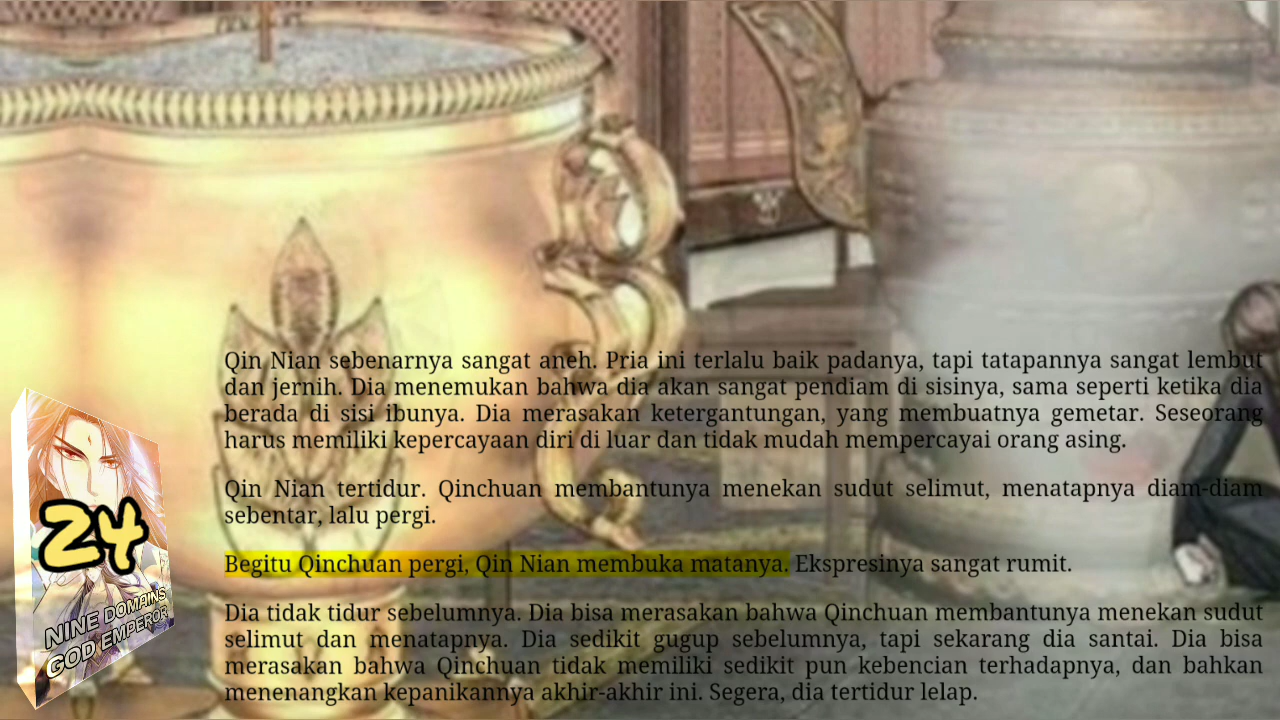 Qin Nian sebenarnya sangat aneh. Pria ini terlalu baik padanya, tapi tatapannya sangat lembut
dan jernih. Dia menemukan bahwa dia akan sangat pendiam di sisinya, sama seperti ketika dia
berada di sisi ibunya. Dia merasakan ketergantungan, yang membuatnya gemetar. Seseorang
harus memiliki kepercayaan diri di luar dan tidak mudah mempercayai orang asing.
Qin Nian tertidur. Qinchuan membantunya menekan sudut selimut, menatapnya diam-diam
sebentar, lalu pergi.
Begitu Qinchuan pergi, Qin Nian membuka matanya. Ekspresinya sangat rumit.
Dia tidak tidur sebelumnya. Dia bisa merasakan bahwa Qinchuan membantunya menekan sudut
selimut dan menatapnya. Dia sedikit gugup sebelumnya, tapi sekarang dia santai. Dia bisa
merasakan bahwa Qinchuan tidak memiliki sedikit pun kebencian terhadapnya, dan bahkan
menenangkan kepanikannya akhir-akhir ini. Segera, dia tertidur lelap.
24
NINE DOMAINS
GOD EMPEROR